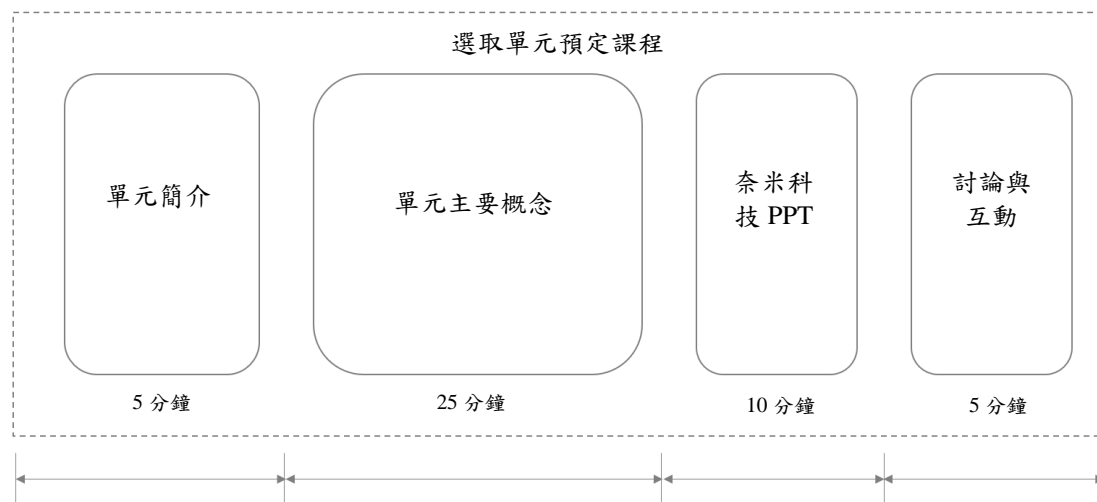 選取單元預定課程
單元簡介
單元主要概念
奈米科
技 PPT
討論與
互動
5 分鐘
25 分鐘
10 分鐘
5 分鐘